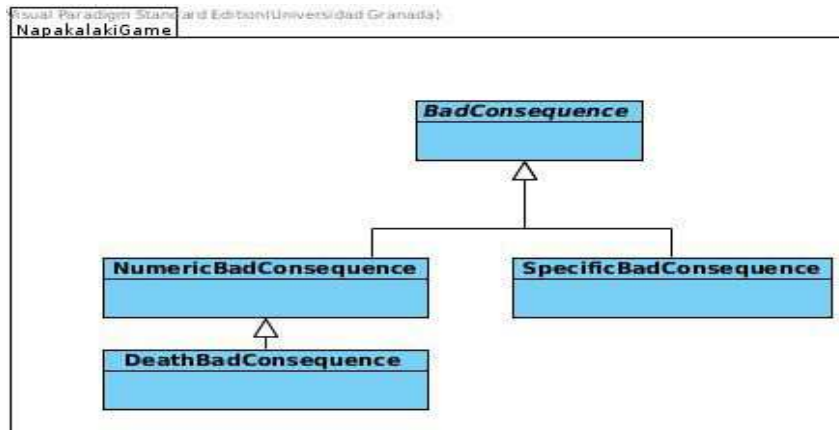 Visual Paradigm Standard Edition(Universidad Granada)
NapakalakiGame
BadConsequence
NumericBadConsequence
SpecificBadConsequence
DeathBadConsequence